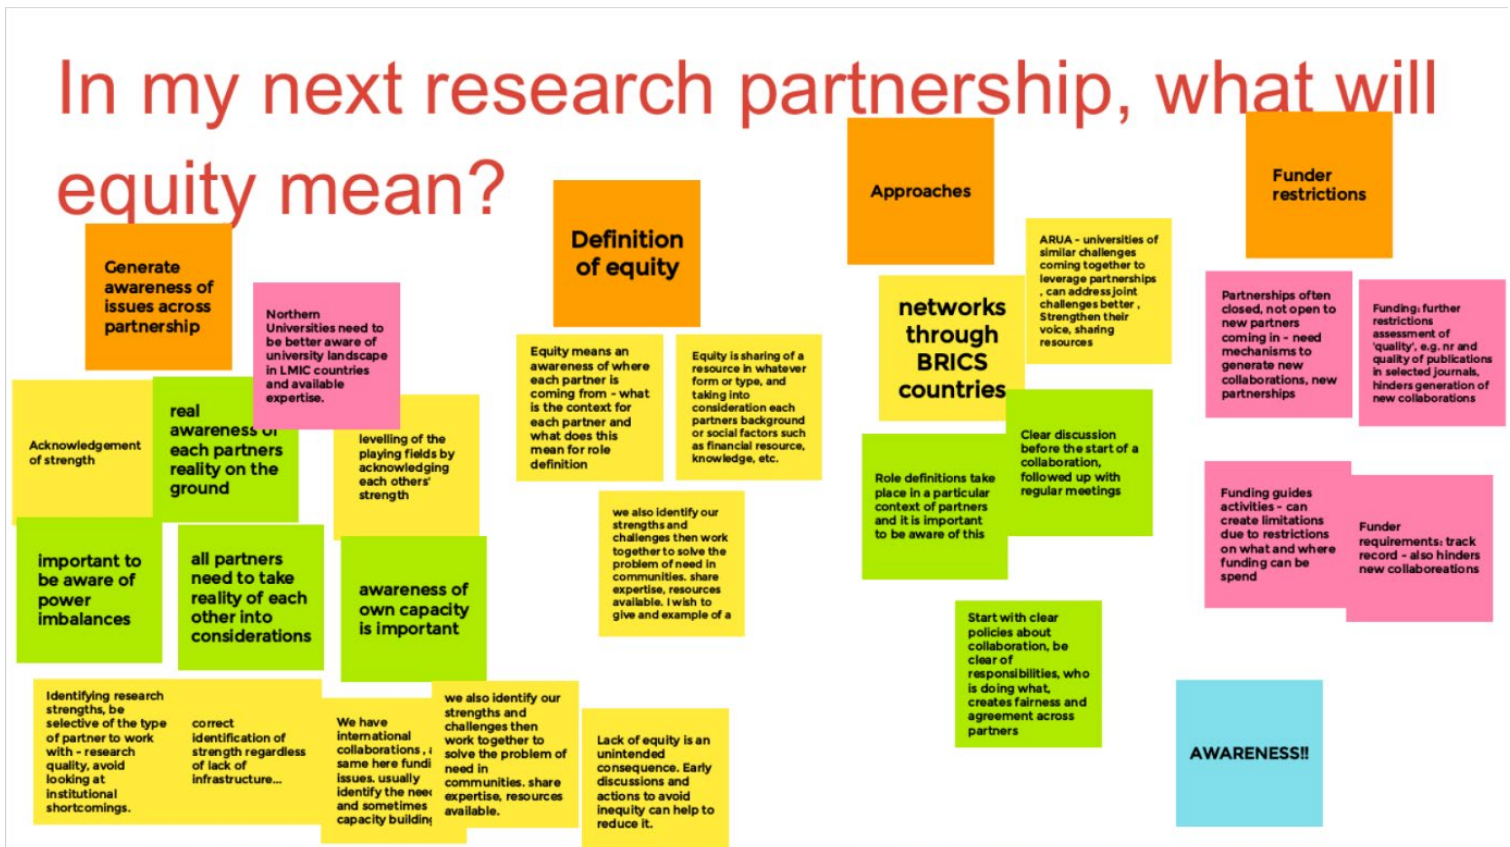 In my next research partnership, what will
equity mean?
Generate
awareness of
issues across
partnership
Northern
Universities need to
be better aware of
university landscape
in LMIC countries
and available
expertise.
Acknowledgement
of strength
real
awareness of
each partners
reality on the
ground
levelling of the
playing fields by
acknowledging
each others'
strength
important to
be aware of
power
imbalances
all partners
need to take
reality of each
other into
considerations
awareness of
own capacity
is important
Identifying research
strengths, be
selective of the type
of partner to work
with - research
quality, avoid
looking at
institutional
shortcomings.
correct
identification of
strength regardless
of lack of
infrastructure...
We have
international
collaborations ,
same here
issues. usually
identify the
and sometimes
capacity
we also identify our
strengths and
challenges then
work together to
solve the problem of
need in
communities. share
expertise, resources
available.
Lack of equity is an
unintended
consequence. Early
discussions and
actions to avoid
inequity can help to
reduce it.
Definition
of equity
Equity means an
awareness of where
each partner is
coming from - what
is the context for
each partner and
what does this
mean for role
definition
Equity is sharing of a
resource in whatever
form or type, and
taking into
consideration each
partners background
or social factors such
as financial resource,
knowledge, etc.
we also identify our
strengths and
challenges then work
together to solve the
problem of need in
communities. share
expertise, resources
available. I wish to
give and example of a
Approaches
networks
through
BRICS
countries
ARUA - universities of
similar challenges
coming together to
leverage partnerships
, can address joint
challenges better ,
Strengthen their
voice, sharing
resources
Role definitions take
place in a particular
context of partners
and it is important
to be aware of this
Clear discussion
before the start of a
collaboration,
followed up with
regular meetings
Start with clear
policies about
collaboration, be
clear of
responsibilities, who
is doing what,
creates fairness and
agreement across
partners
Funder
restrictions
Partnerships often
closed, not open to
new partners
coming in - need
mechanisms to
generate new
collaborations, new
partnerships
Funding: further
restrictions
assessment of
'quality', e.g. nr and
quality of publications
in selected journals,
hinders generation of
new collaborations
Funding guides
activities - can
create limitations
due to restrictions
on what and where
funding can be
spend
Funder
requirements: track
record - also hinders
new collaboreations
AWARENESS!!